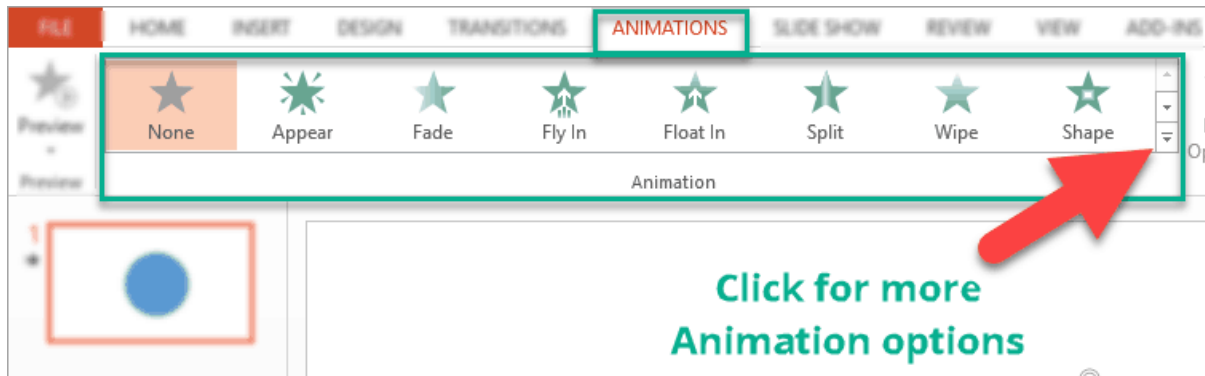 FILE HOME INSERT DESIGN TRANSITIONS ANIMATIONS SLIDE SHOW REVIEW VIEW ADD-INS
Preview None Appear Fade Fly In Float In Split Wipe Shape
Preview Animation
1
Click for more
Animation options